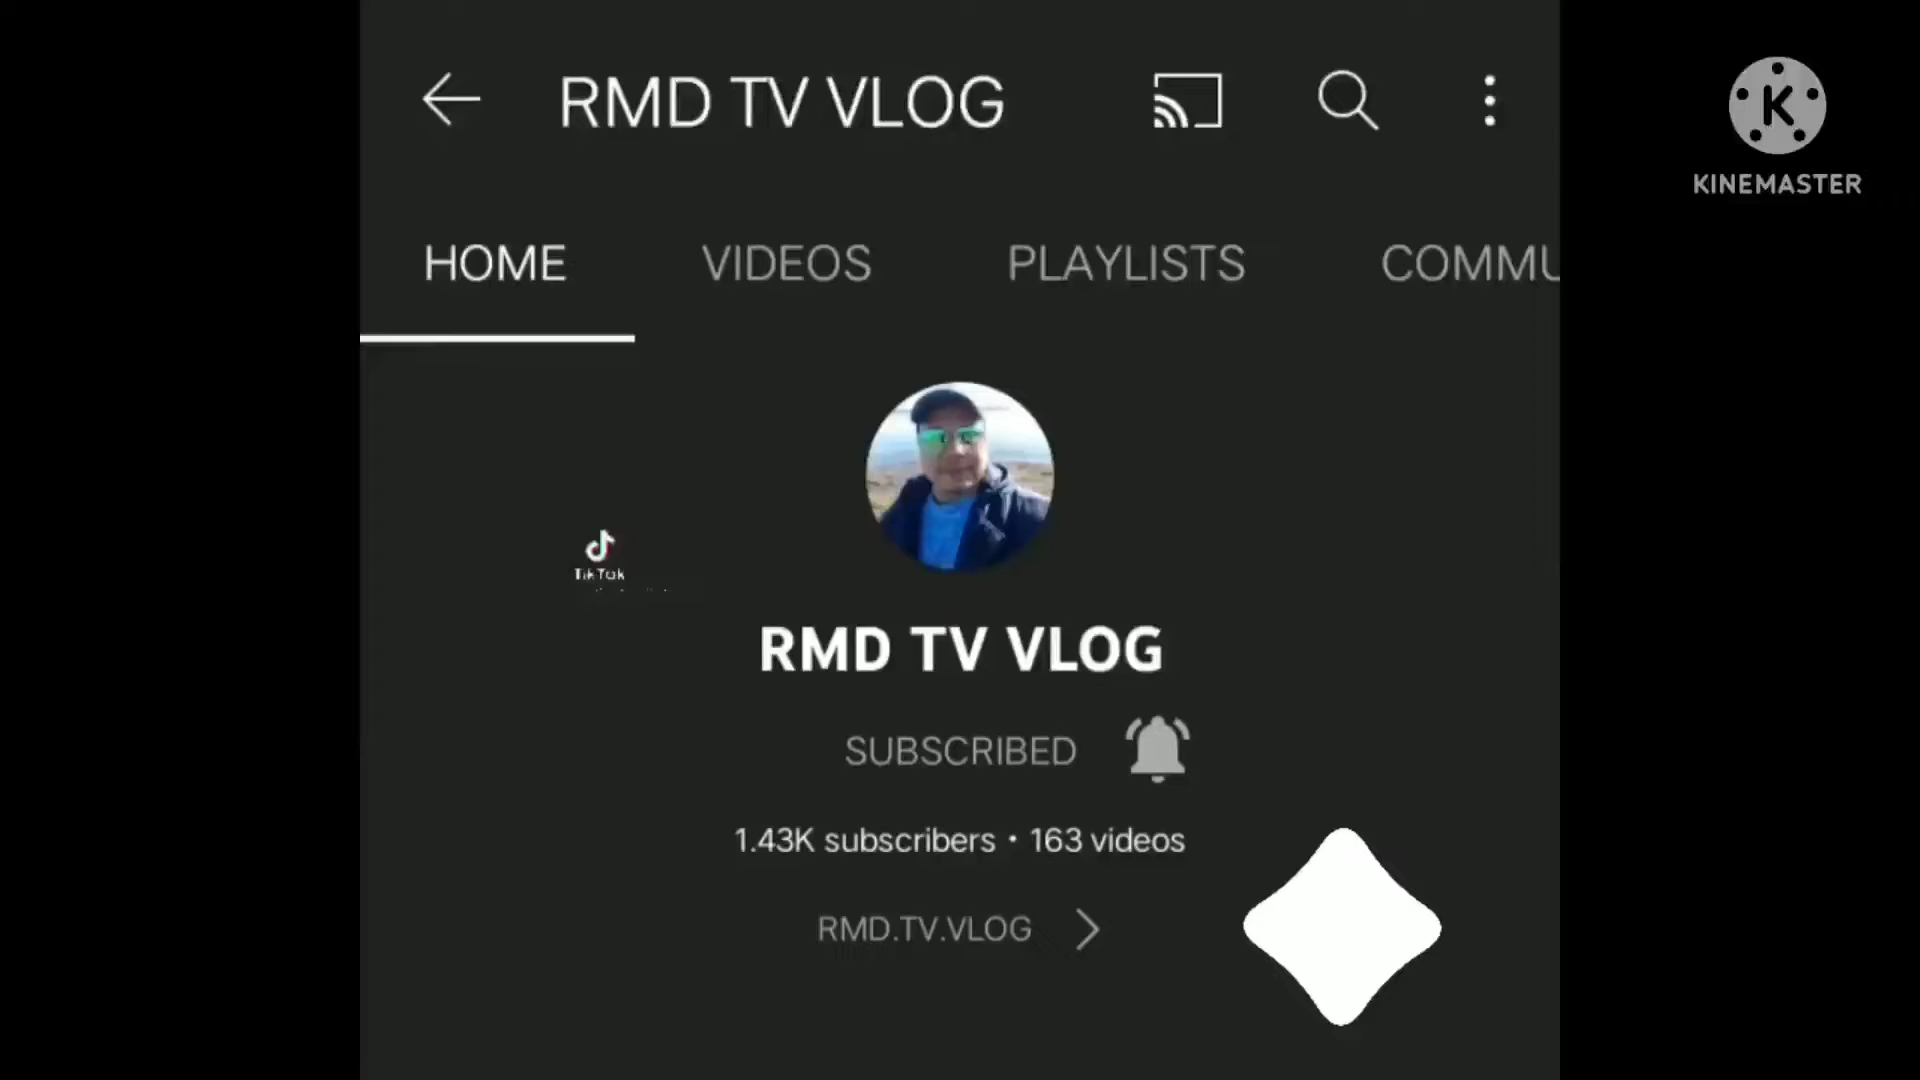 RMD TV VLOG
KINEMASTER
HOME VIDEOS PLAYLISTS COMMU
TikTok
RMD TV VLOG
SUBSCRIBED
1.43K subscribers • 163 videos
RMD.TV.VLOG